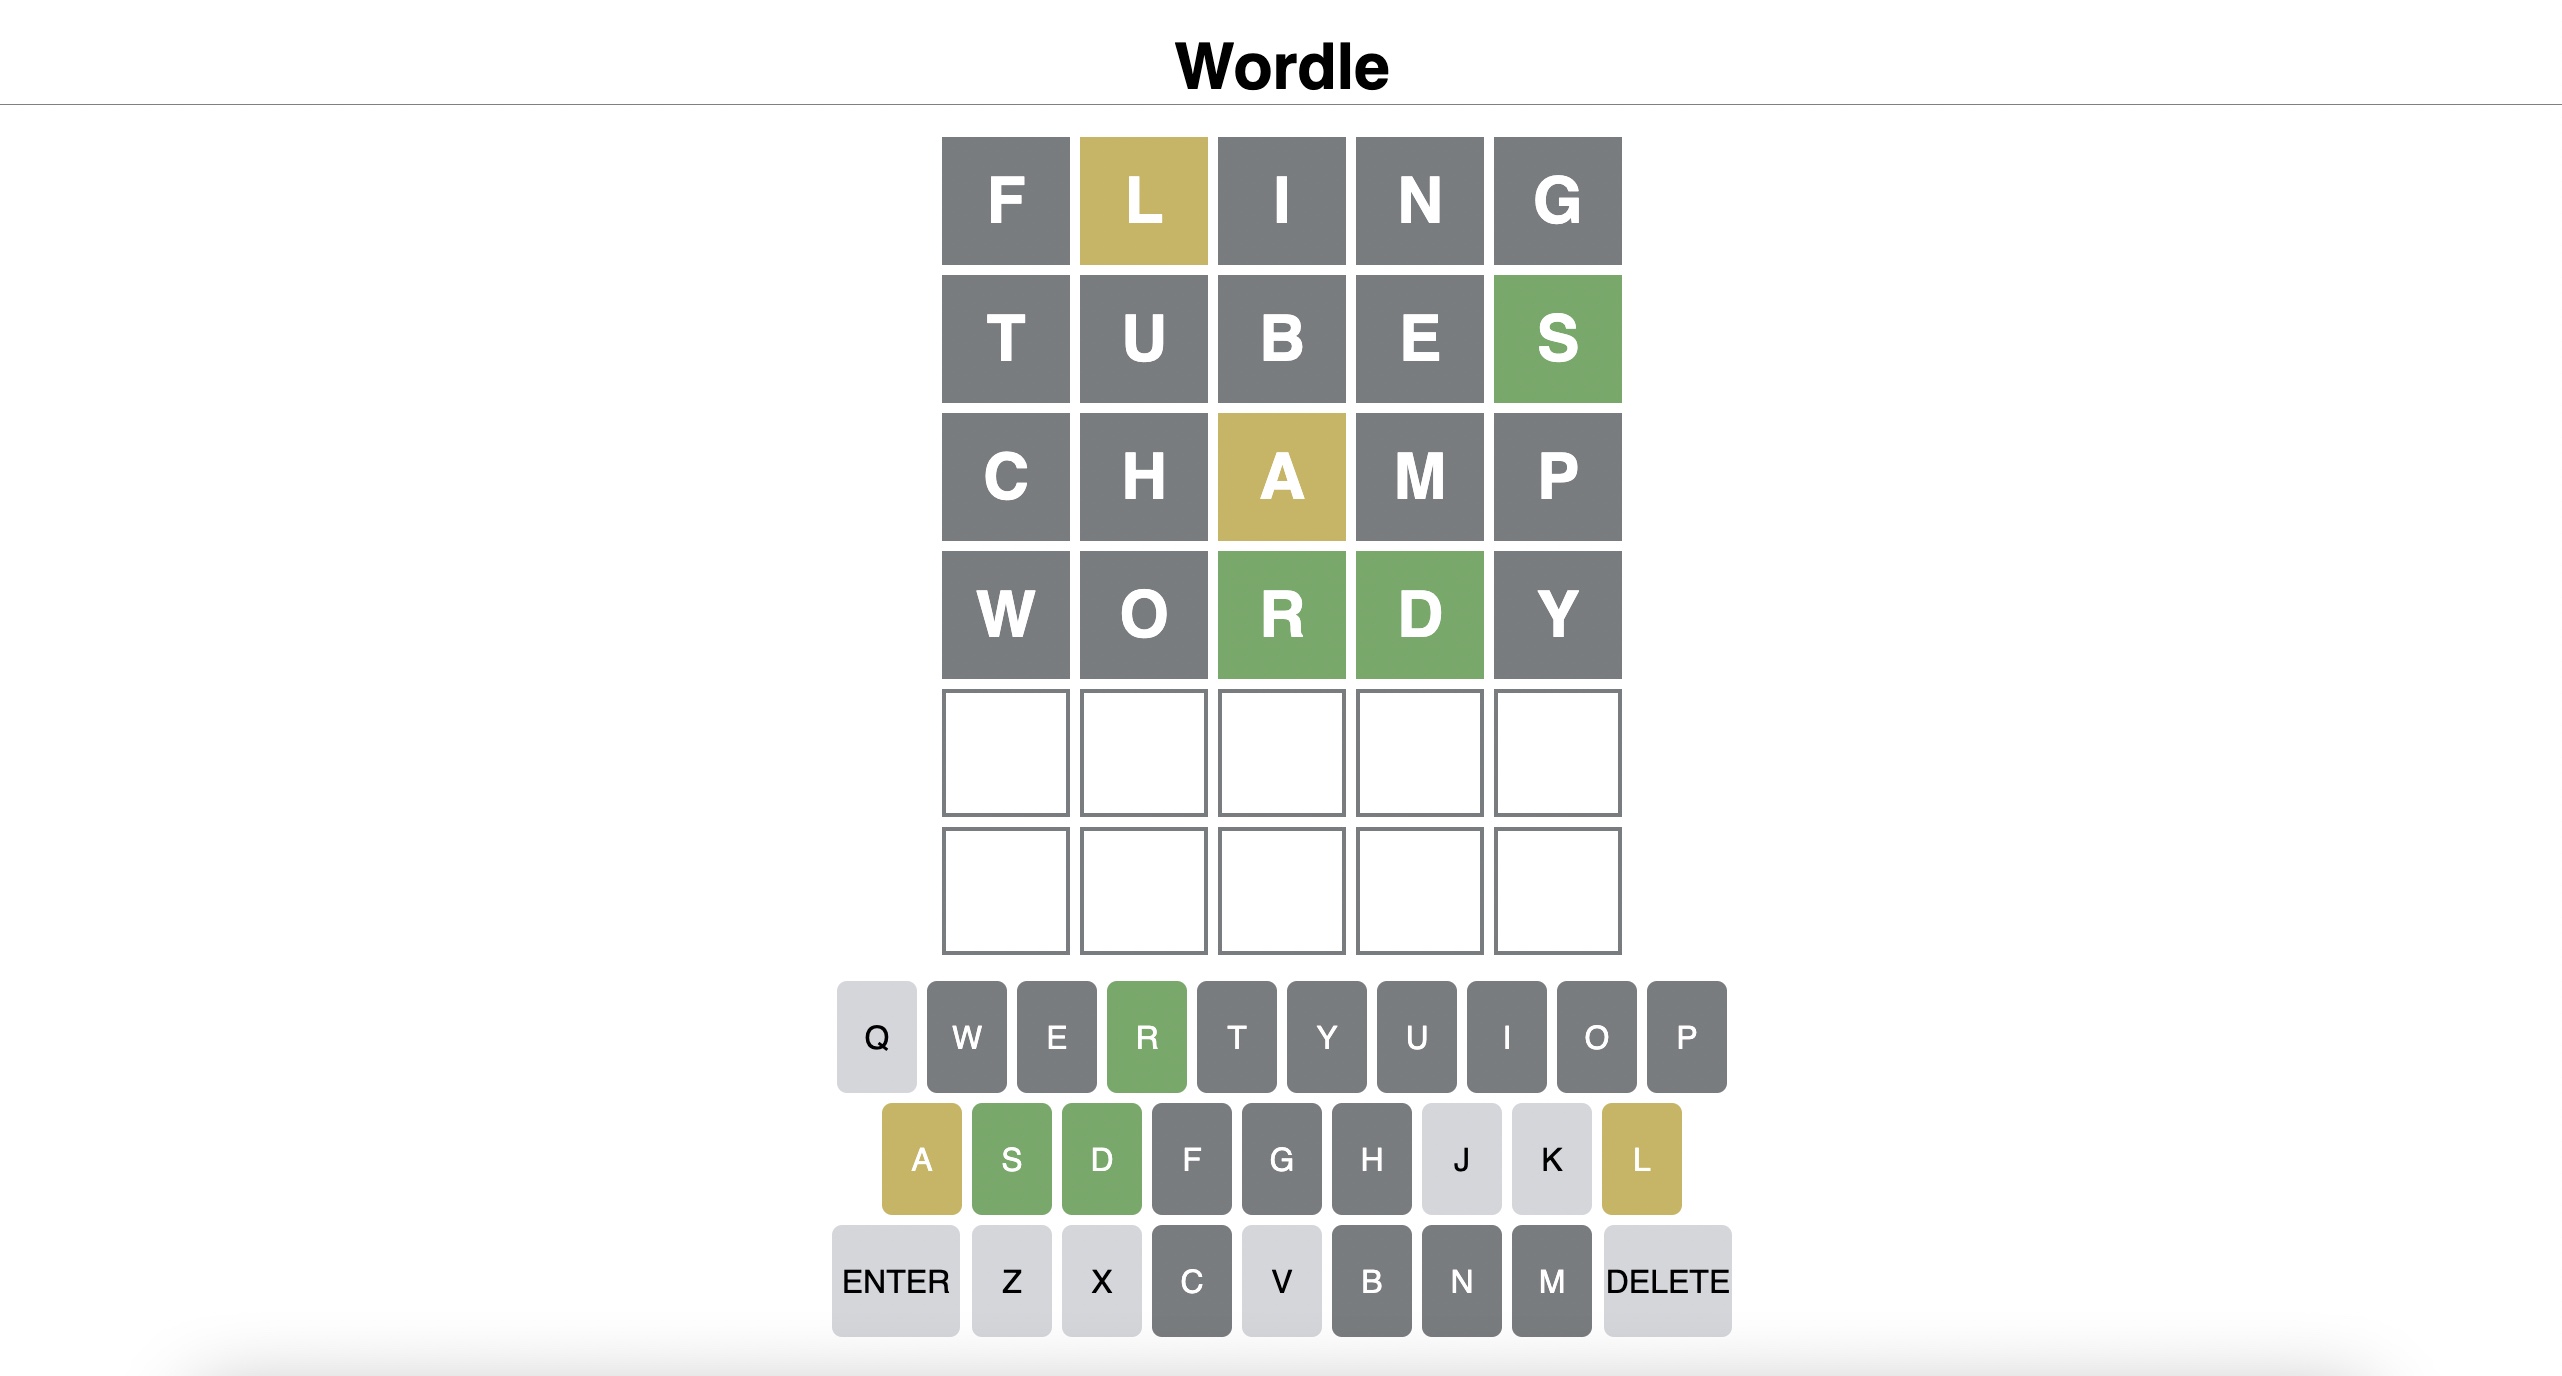 Wordle
F L I N G
T U B E S
C H A M P
W O R D Y
Q W E R T Y U I O P
A S D F G H J K L
ENTER Z X C V B N M DELETE